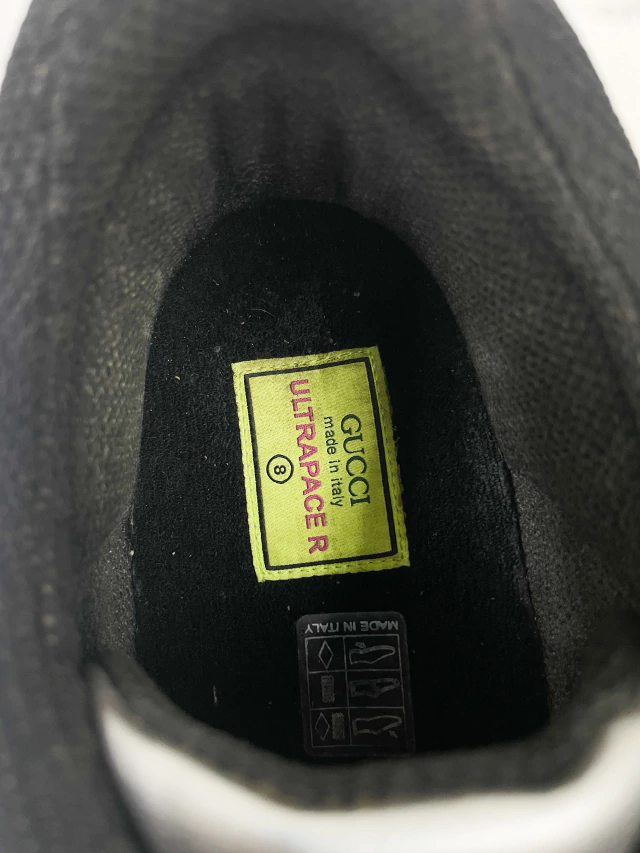 GUCCI
made in italy
ULTRAPACE R
8
MADE IN ITALY